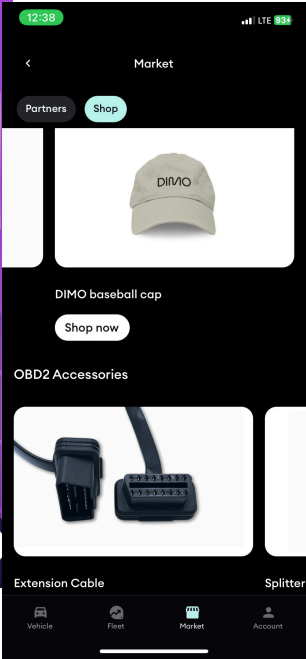 12:38
LTE 93
Market
Partners
Shop
DIMO
DIMO baseball cap
Shop now
OBD2 Accessories
Extension Cable
Splitter
Vehicle
Fleet
Market
Account